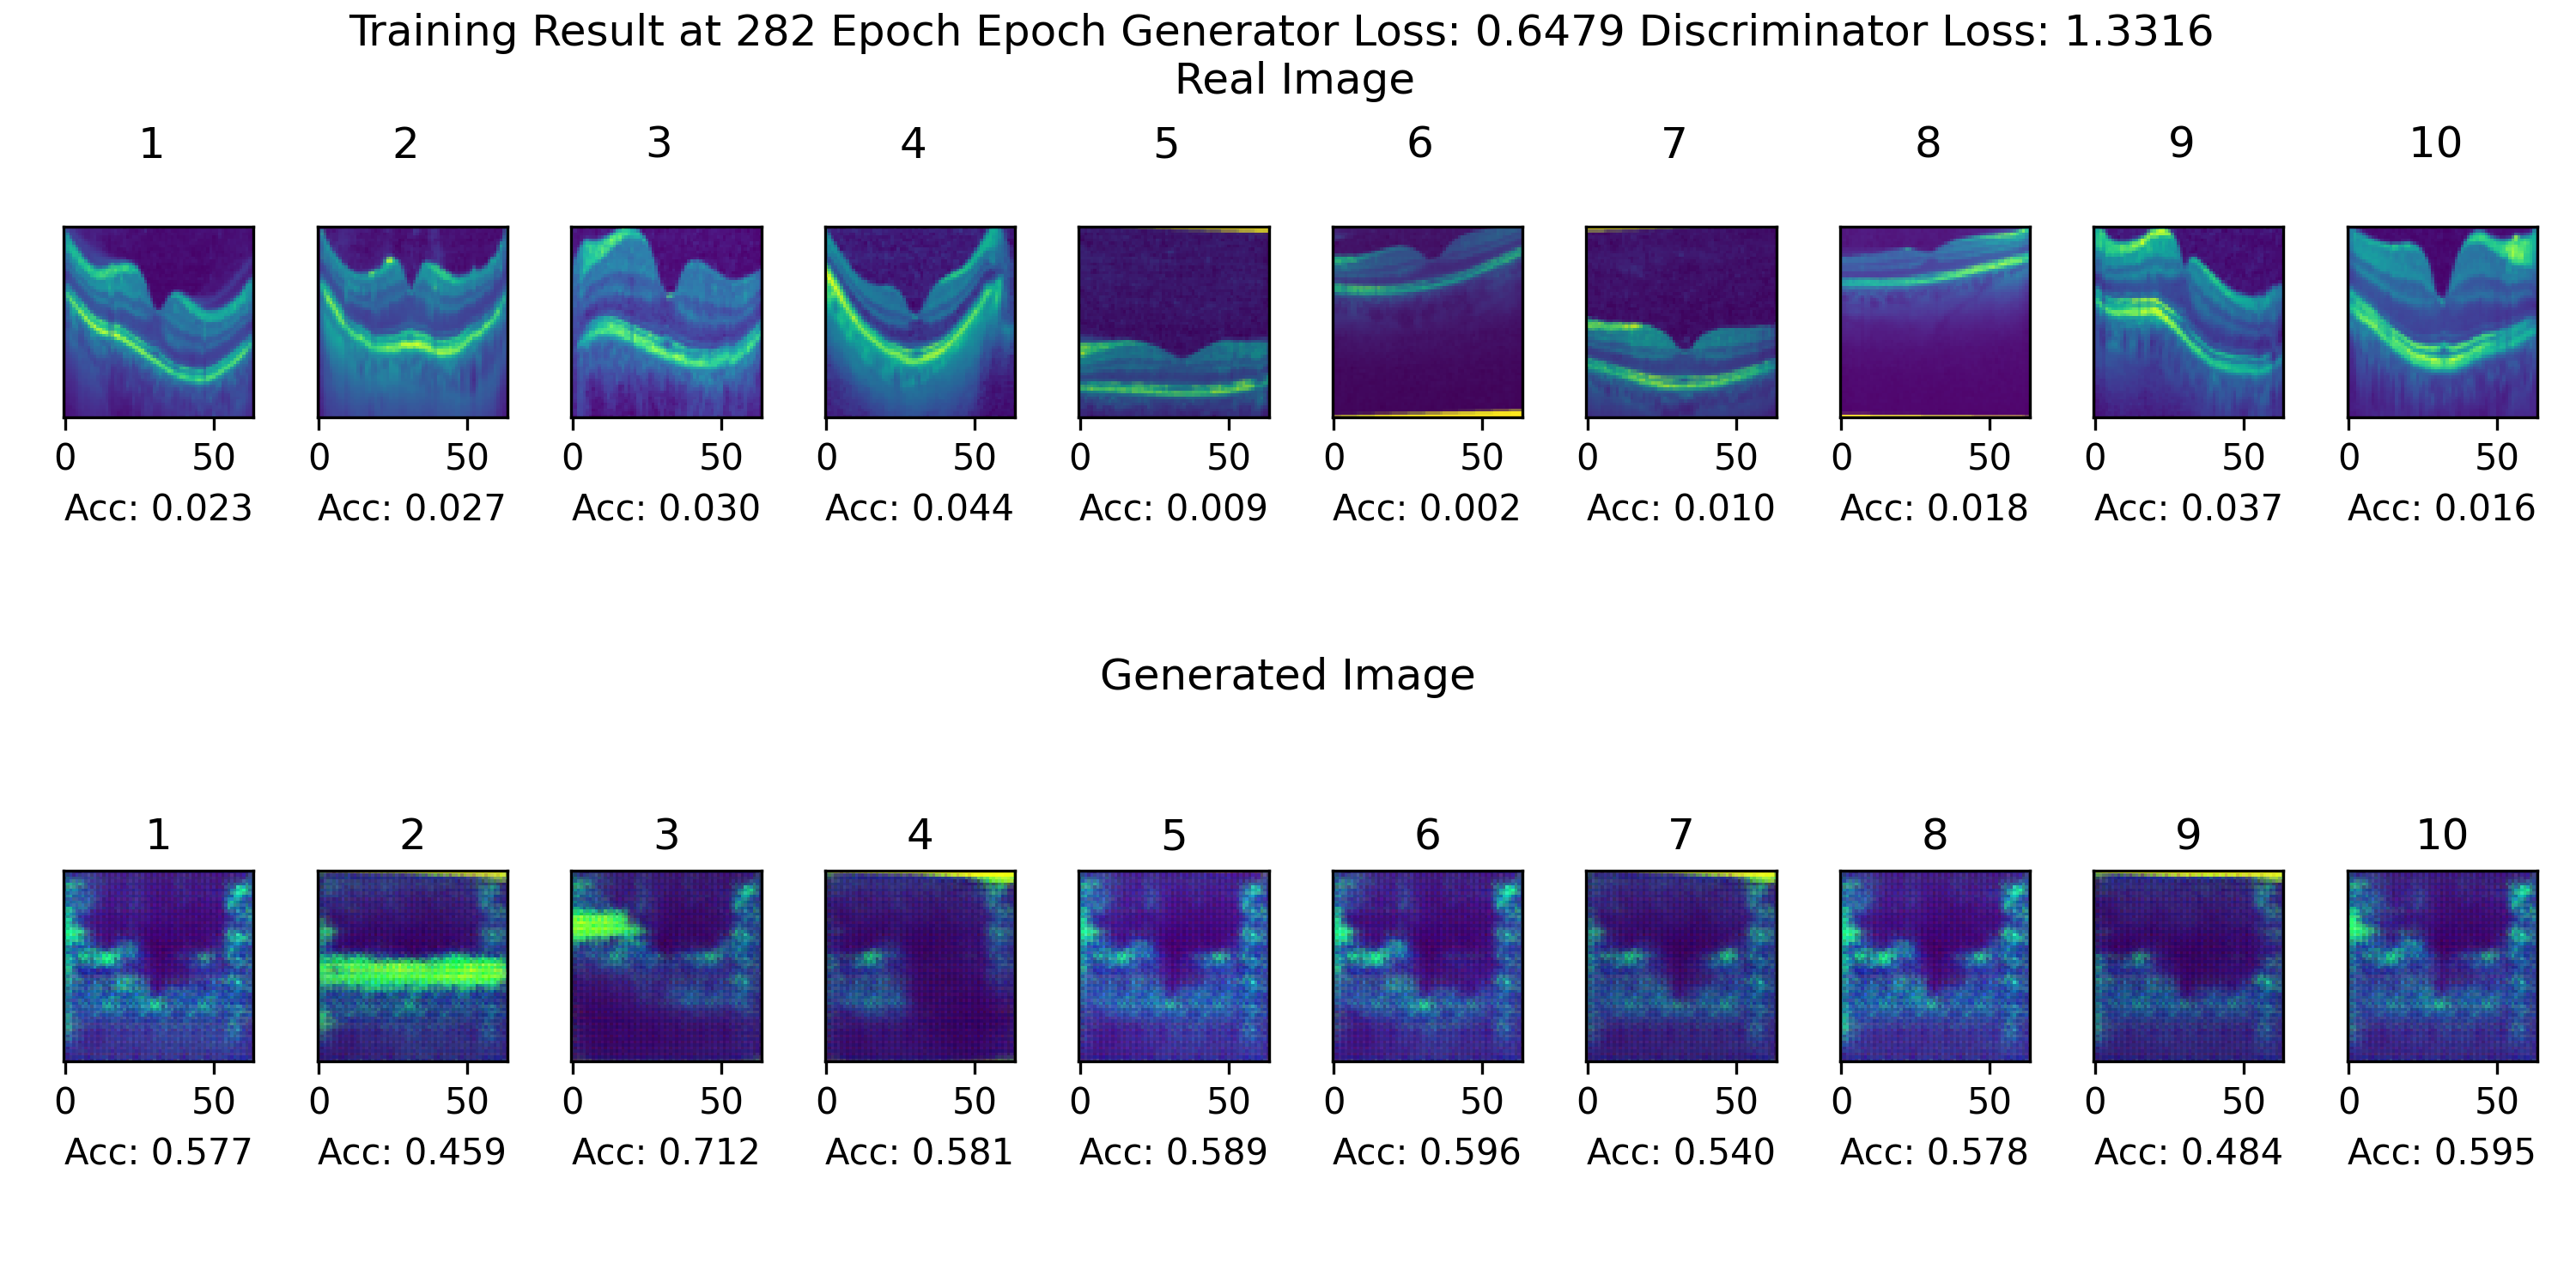 Training Result at 282 Epoch Epoch Generator Loss: 0.6479 Discriminator Loss: 1.3316
Real Image
1 2 3 4 5 6 7 8 9 10
0 50 0 50 0 50 0 50 0 50 0 50 0 50 0 50 0 50 0 50
Acc: 0.023 Acc: 0.027 Acc: 0.030 Acc: 0.044 Acc: 0.009 Acc: 0.002 Acc: 0.010 Acc: 0.018 Acc: 0.037 Acc: 0.016
Generated Image
1 2 3 4 5 6 7 8 9 10
0 50 0 50 0 50 0 50 0 50 0 50 0 50 0 50 0 50 0 50
Acc: 0.577 Acc: 0.459 Acc: 0.712 Acc: 0.581 Acc: 0.589 Acc: 0.596 Acc: 0.540 Acc: 0.578 Acc: 0.484 Acc: 0.595